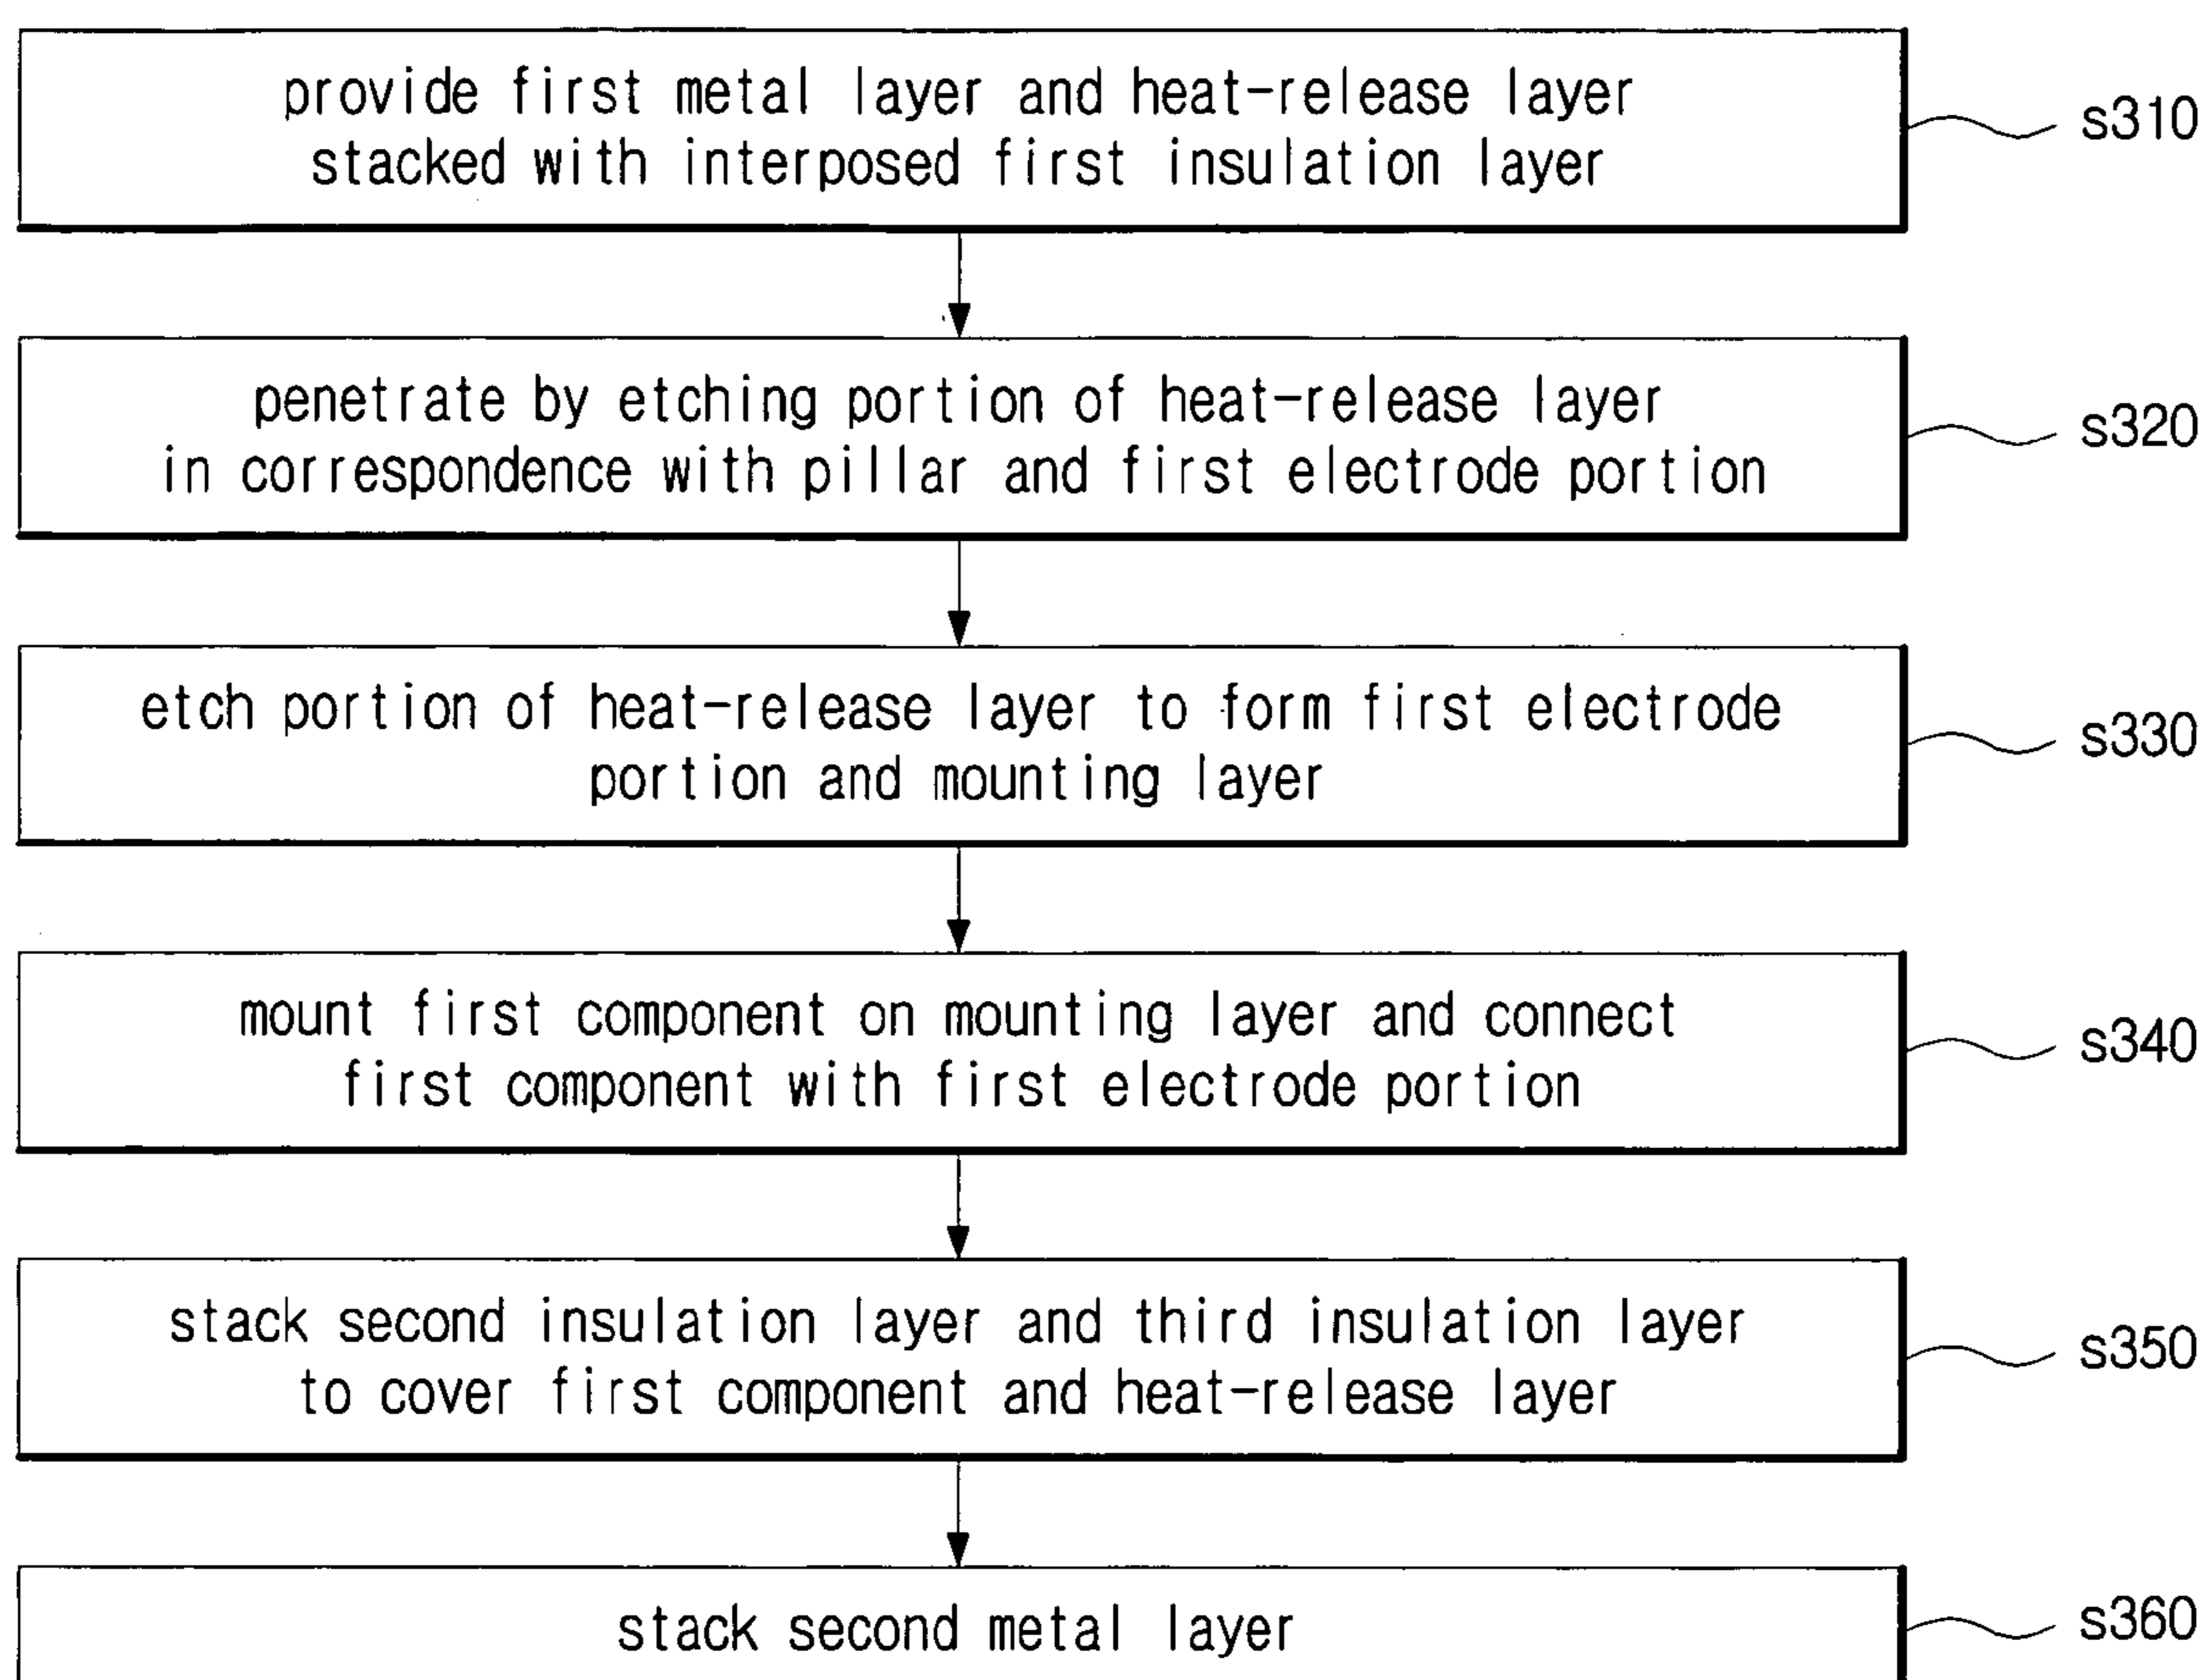 provide first metal layer and heat-release layer
stacked with interposed first insulation layer
s310
penetrate by etching portion of heat-release layer
in correspondence with pillar and first electrode portion
s320
etch portion of heat-release layer to form first electrode
portion and mounting layer
s330
mount first component on mounting layer and connect
first component with first electrode portion
s340
stack second insulation layer and third insulation layer
to cover first component and heat-release layer
s350
stack second metal layer
s360